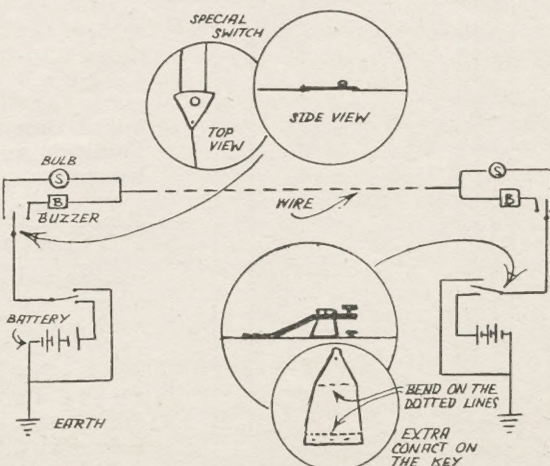 SPECIAL
SWITCH
TOP
VIEW
SIDE VIEW
BULB
S
B
BUZZER
WIRE
S
B
BATTERY
EARTH
BEND ON THE
DOTTED LINES
EXTRA
CONACT ON
THE KEY